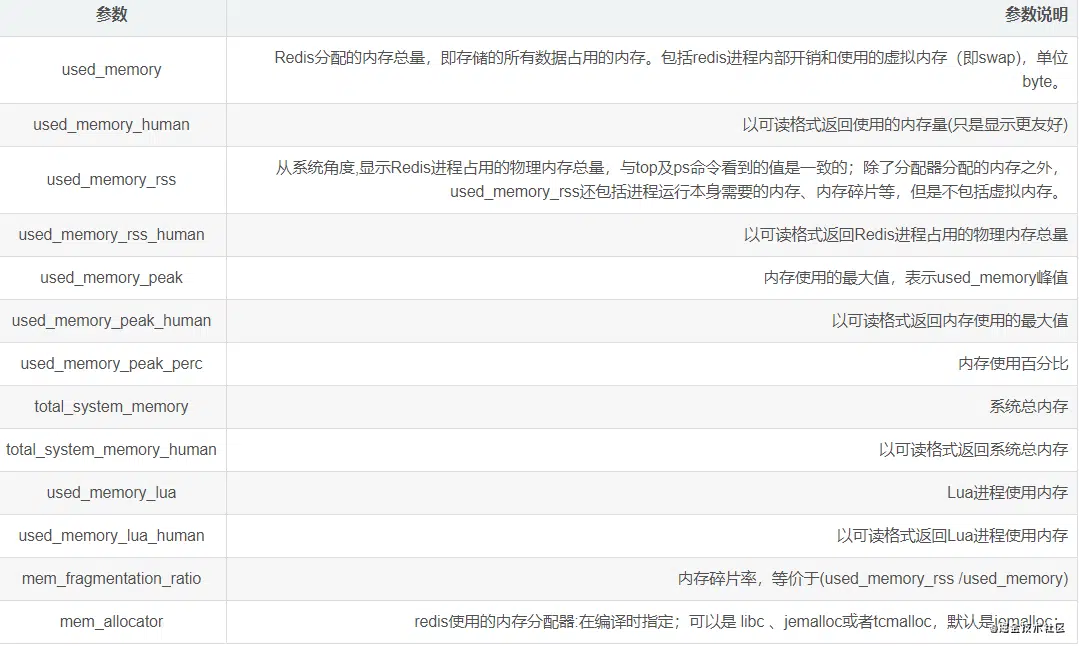 参数 参数说明
used_memory Redis分配的内存总量，即存储的所有数据占用的内存。包括redis进程内部开销和使用的虚拟内存（即swap)，单位
byte。
used_memory_human 以可读格式返回使用的内存量(只是显示更友好)
used_memory_rss 从系统角度,显示Redis进程占用的物理内存总量，与top及ps命令看到的值是一致的；除了分配器分配的内存之外，
used_memory_rss还包括进程运行本身需要的内存、内存碎片等，但是不包括虚拟内存。
used_memory_rss_human 以可读格式返回Redis进程占用的物理内存总量
used_memory_peak 内存使用的最大值，表示used_memory峰值
used_memory_peak_human 以可读格式返回内存使用的最大值
used_memory_peak_perc 内存使用百分比
total_system_memory 系统总内存
total_system_memory_human 以可读格式返回系统总内存
used_memory_lua Lua进程使用内存
used_memory_lua_human 以可读格式返回Lua进程使用内存
mem_fragmentation_ratio 内存碎片率，等价于(used_memory_rss /used_memory)
mem_allocator redis使用的内存分配器:在编译时指定；可以是 libc 、jemalloc或者tcmalloc，默认是jemalloc；
@掘金技术社区